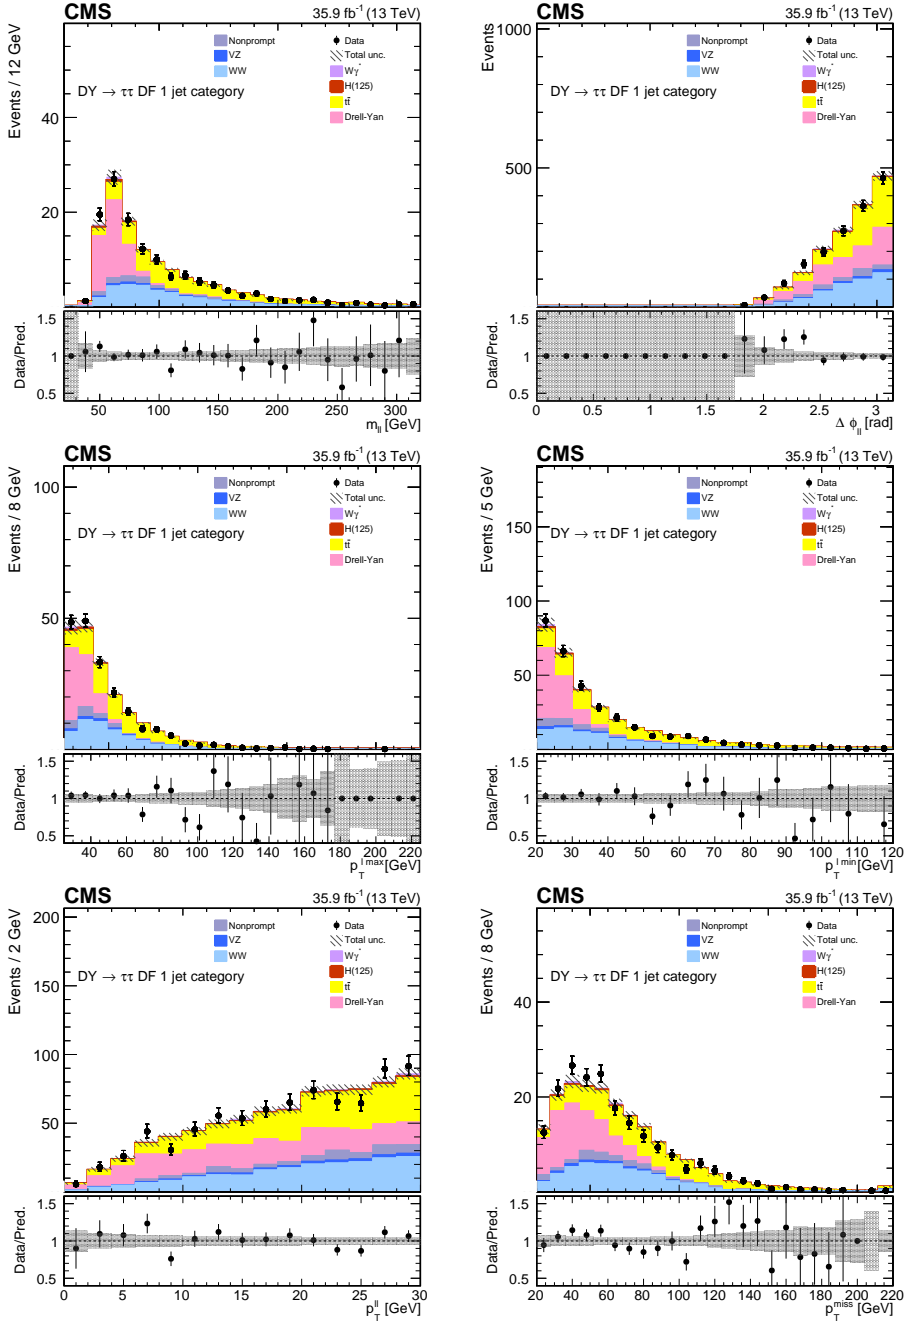 CMS 35.9 fb⁻¹ (13 TeV)
Events / 12 GeV
Nonprompt Data
VZ Total unc.
WW Wγ*
H(125)
DY → ττ DF 1 jet category
tt̄
Drell-Yan
40
20
1.5
1
0.5
Data/Pred.
50 100 150 200 250 300
m_ll [GeV]
CMS 35.9 fb⁻¹ (13 TeV)
Events
1000
Nonprompt Data
VZ Total unc.
WW Wγ*
H(125)
DY → ττ DF 1 jet category
tt̄
Drell-Yan
500
1.5
1
0.5
Data/Pred.
0 0.5 1 1.5 2 2.5 3
Δ ϕ_ll [rad]
CMS 35.9 fb⁻¹ (13 TeV)
Events / 8 GeV
100
Nonprompt Data
VZ Total unc.
WW Wγ*
H(125)
DY → ττ DF 1 jet category
tt̄
Drell-Yan
50
1.5
1
0.5
Data/Pred.
40 60 80 100 120 140 160 180 200 220
p_T^l max [GeV]
CMS 35.9 fb⁻¹ (13 TeV)
Events / 5 GeV
Nonprompt Data
VZ Total unc.
WW Wγ*
H(125)
DY → ττ DF 1 jet category
tt̄
Drell-Yan
150
100
50
1.5
1
0.5
Data/Pred.
20 30 40 50 60 70 80 90 100 110 120
p_T^l min [GeV]
CMS 35.9 fb⁻¹ (13 TeV)
Events / 2 GeV
200
Nonprompt Data
VZ Total unc.
WW Wγ*
H(125)
DY → ττ DF 1 jet category
tt̄
Drell-Yan
150
100
50
1.5
1
0.5
Data/Pred.
0 5 10 15 20 25 30
p_T^ll [GeV]
CMS 35.9 fb⁻¹ (13 TeV)
Events / 8 GeV
Nonprompt Data
VZ Total unc.
WW Wγ*
H(125)
DY → ττ DF 1 jet category
tt̄
Drell-Yan
40
20
1.5
1
0.5
Data/Pred.
20 40 60 80 100 120 140 160 180 200 220
p_T^miss [GeV]